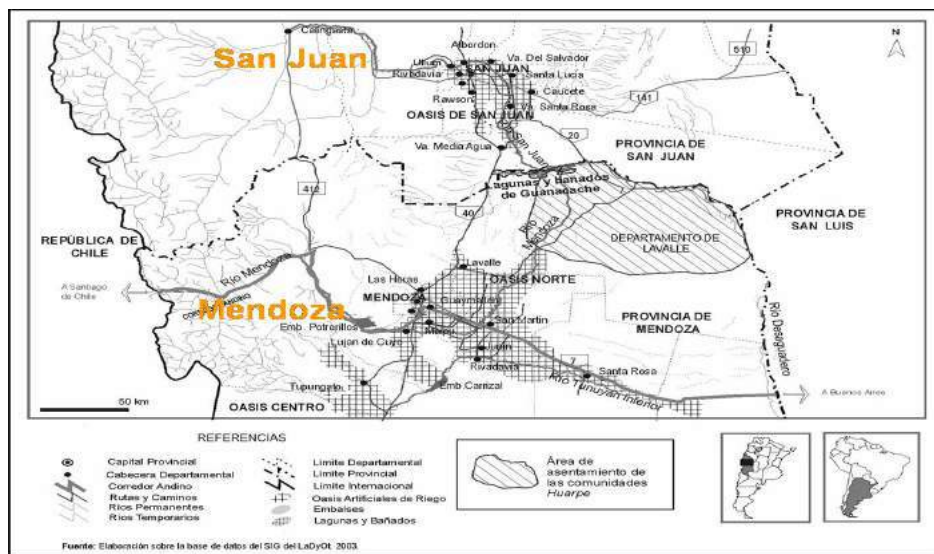 Calingasta
San Juan
N
510
Albardon
Ullum
SAN JUAN
Va. Del Salvador
Rivadavia
Santa Lucía
Caucete
141
Rawson
Va. Santa Rosa
OASIS DE SAN JUAN
20
PROVINCIA DE
SAN JUAN
Va. Media Agua
Río San Juan
Lagunas y bañados
de Guanacache
412
40
Río
Mendoza
PROVINCIA DE
SAN LUIS
REPÚBLICA DE
CHILE
DEPARTAMENTO DE
LAVALLE
Río Mendoza
Lavalle
OASIS NORTE
Las Heras
A Santiago
de Chile
CORREDOR ANDINO
Mendoza
MENDOZA
Guaymallen
Emb. Potrerillos
Maipú
San Martin
PROVINCIA DE
MENDOZA
Lujan de Cuyo
Junín
Rivadavia
7
Santa Rosa
Río Desaguadero
Tupungato
Emb Carrizal
Río Tunuyán Inferior
A Buenos Aires
50 km
OASIS CENTRO
REFERENCIAS
Capital Provincial
Cabecera Departamental
Corredor Andino
Rutas y Caminos
Ríos Permanentes
Ríos Temporarios
Límite Departamental
Límite Provincial
Límite Internacional
Oasis Artificiales de Riego
Embalses
Lagunas y Bañados
Área de
asentamiento de
las comunidades
Huarpe
Fuente: Elaboración sobre la base de datos del SIG del LaDyOt. 2003.